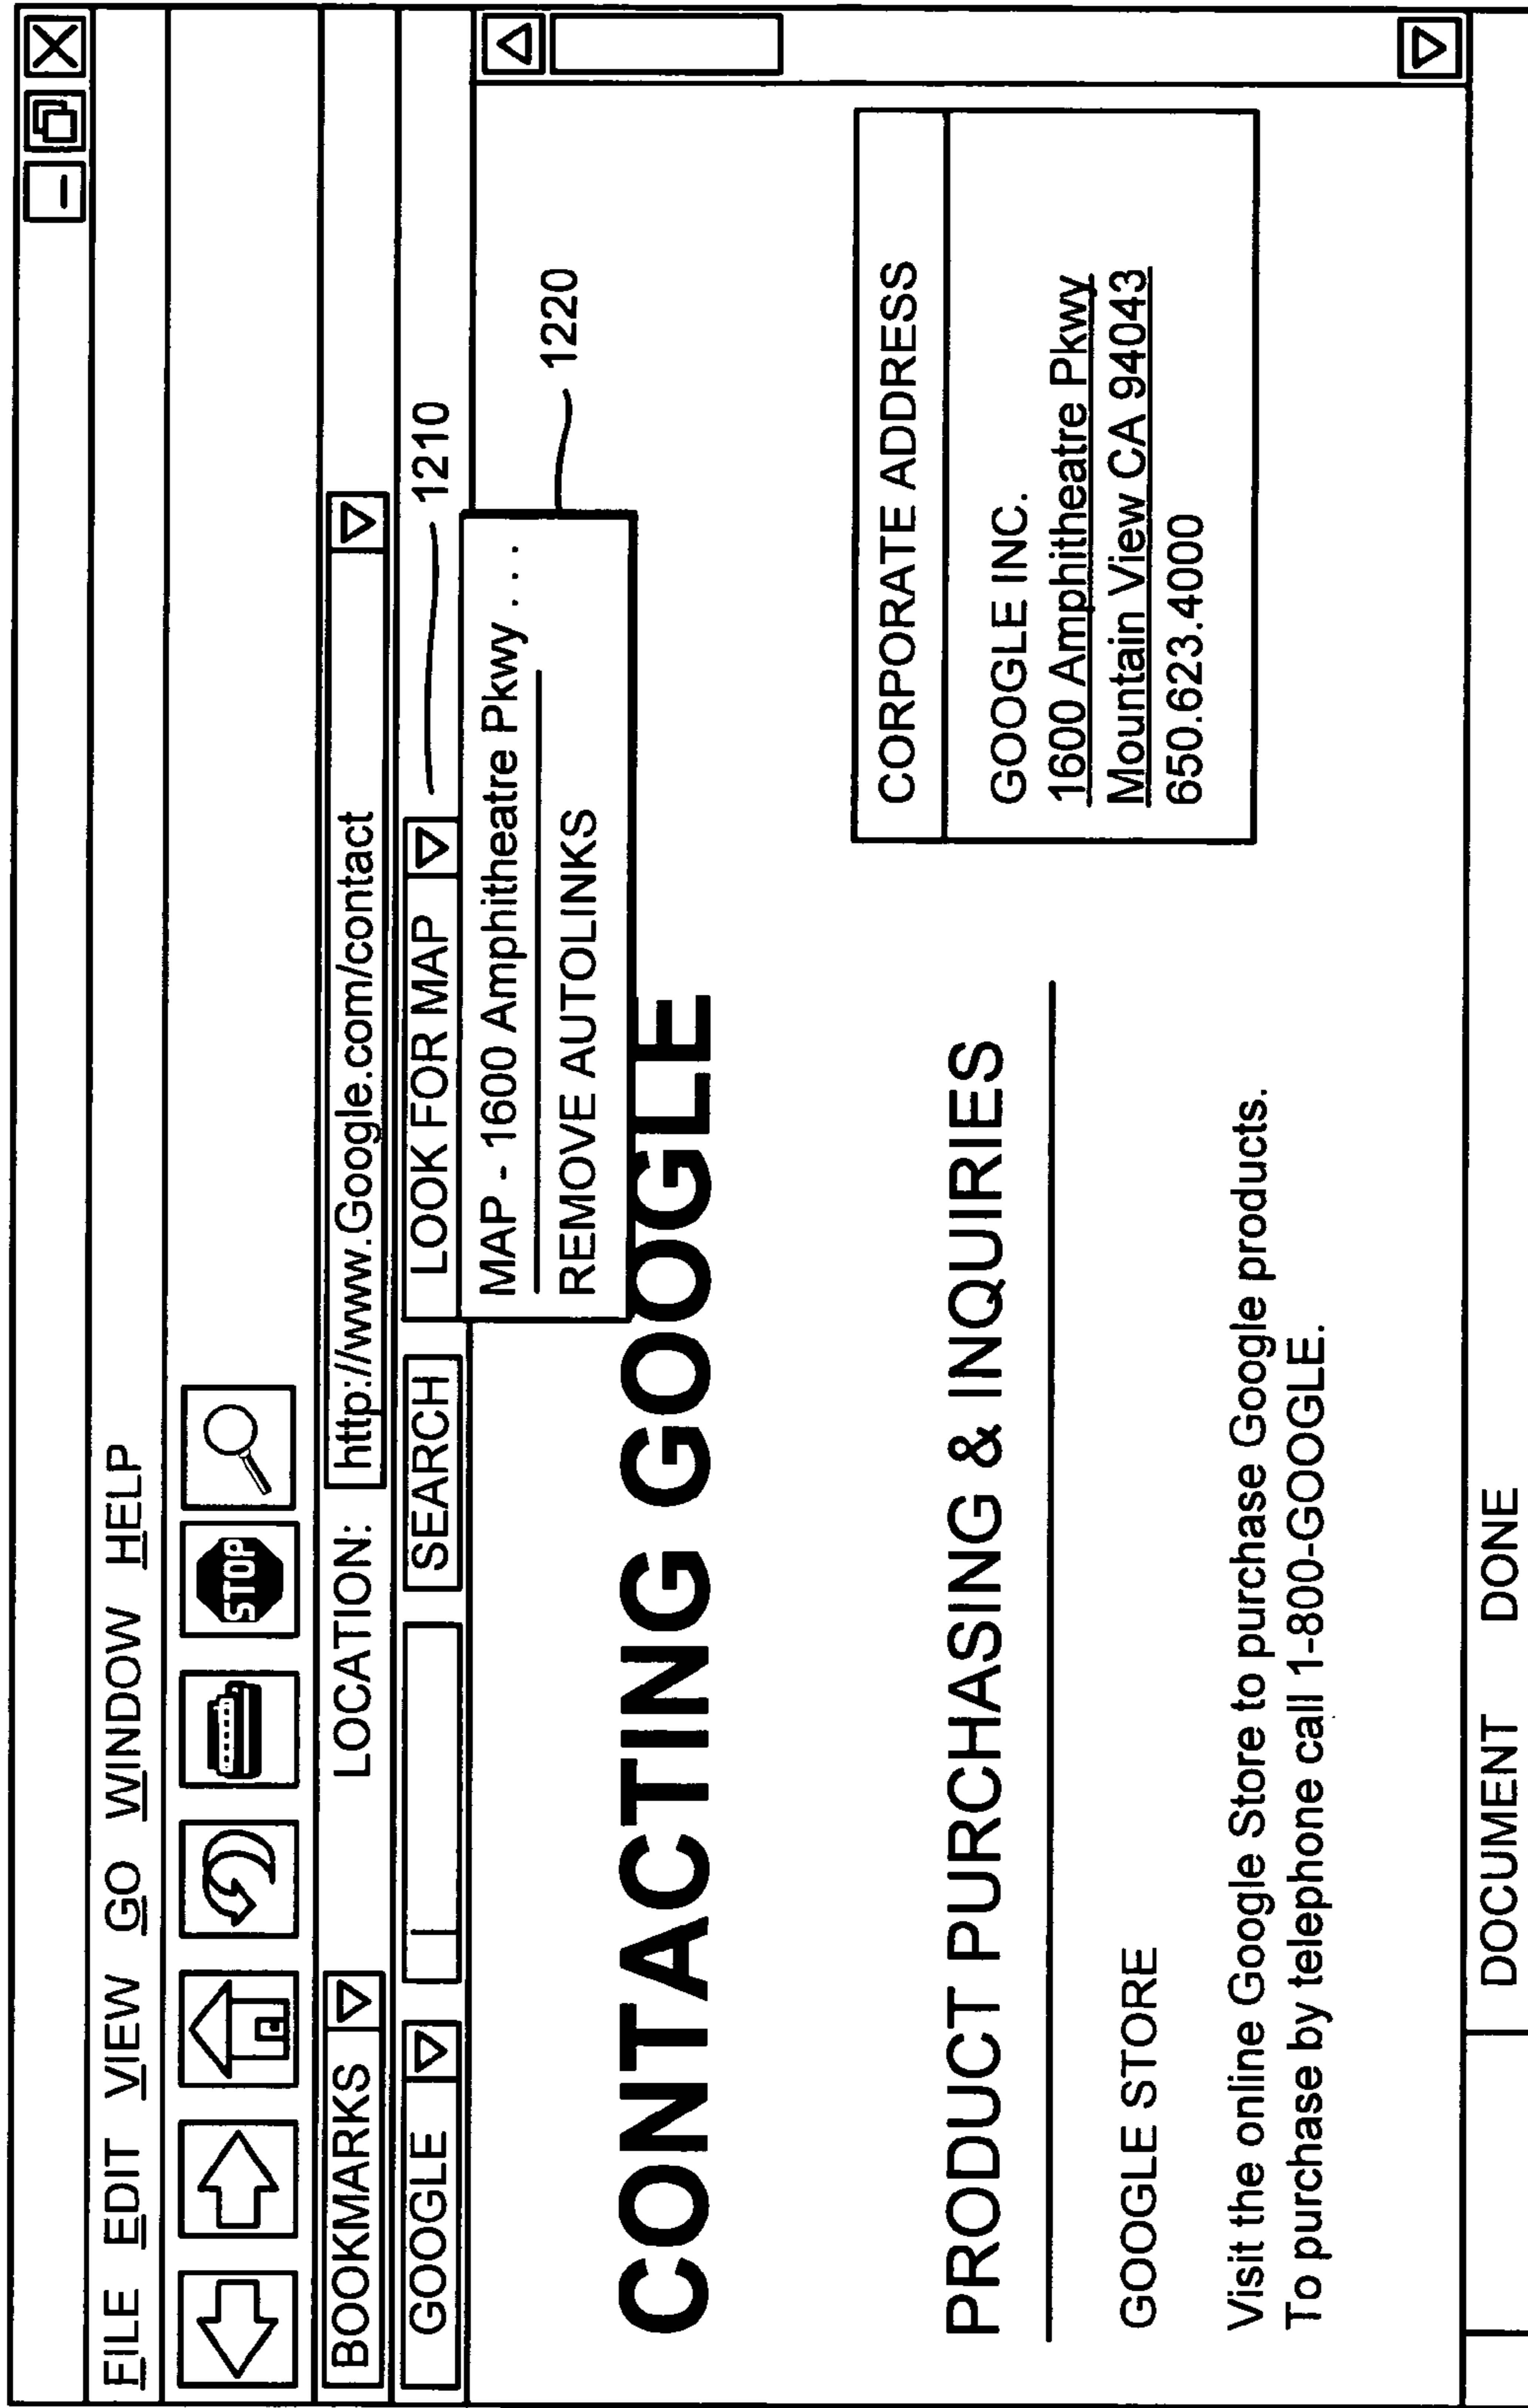 FILE EDIT VIEW GO WINDOW HELP
STOP
BOOKMARKS LOCATION: http://www.Google.com/contact
GOOGLE SEARCH LOOK FOR MAP 1210
MAP - 1600 Amphitheatre Pkwy . . .
REMOVE AUTOLINKS
1220
CONTACTING GOOGLE
PRODUCT PURCHASING & INQUIRIES
GOOGLE STORE
Visit the online Google Store to purchase Google products.
To purchase by telephone call 1-800-GOOGLE.
CORPORATE ADDRESS
GOOGLE INC.
1600 Amphitheatre Pkwy
Mountain View CA 94043
650.623.4000
DOCUMENT DONE